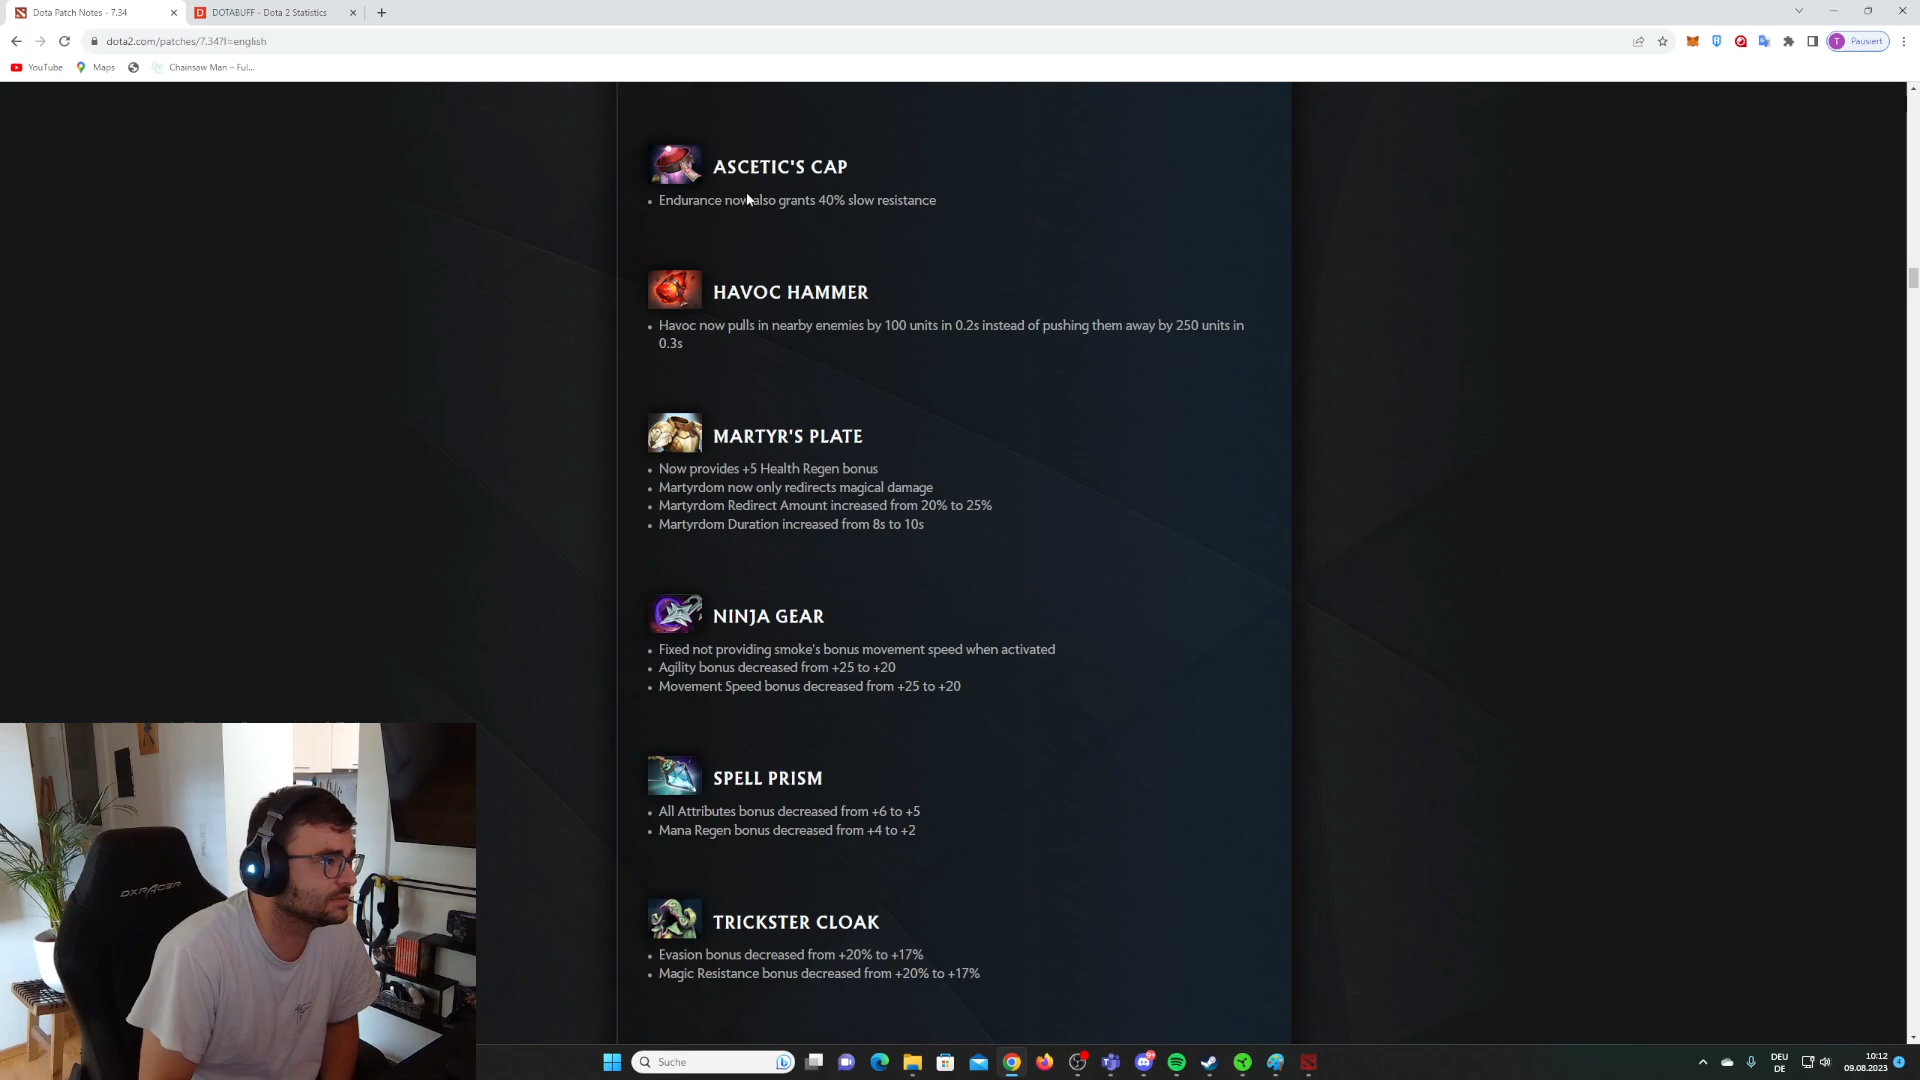 Dota Patch Notes - 7.34
DOTABUFF - Dota 2 Statistics
dota2.com/patches/7.34?l=english
Pausiert
YouTube
Maps
Chainsaw Man – Ful...
ASCETIC'S CAP
Endurance now also grants 40% slow resistance
HAVOC HAMMER
Havoc now pulls in nearby enemies by 100 units in 0.2s instead of pushing them away by 250 units in
0.3s
MARTYR'S PLATE
Now provides +5 Health Regen bonus
Martyrdom now only redirects magical damage
Martyrdom Redirect Amount increased from 20% to 25%
Martyrdom Duration increased from 8s to 10s
NINJA GEAR
Fixed not providing smoke's bonus movement speed when activated
Agility bonus decreased from +25 to +20
Movement Speed bonus decreased from +25 to +20
SPELL PRISM
All Attributes bonus decreased from +6 to +5
Mana Regen bonus decreased from +4 to +2
TRICKSTER CLOAK
Evasion bonus decreased from +20% to +17%
Magic Resistance bonus decreased from +20% to +17%
DXRACER
Suche
DEU
DE
10:12
09.08.2023